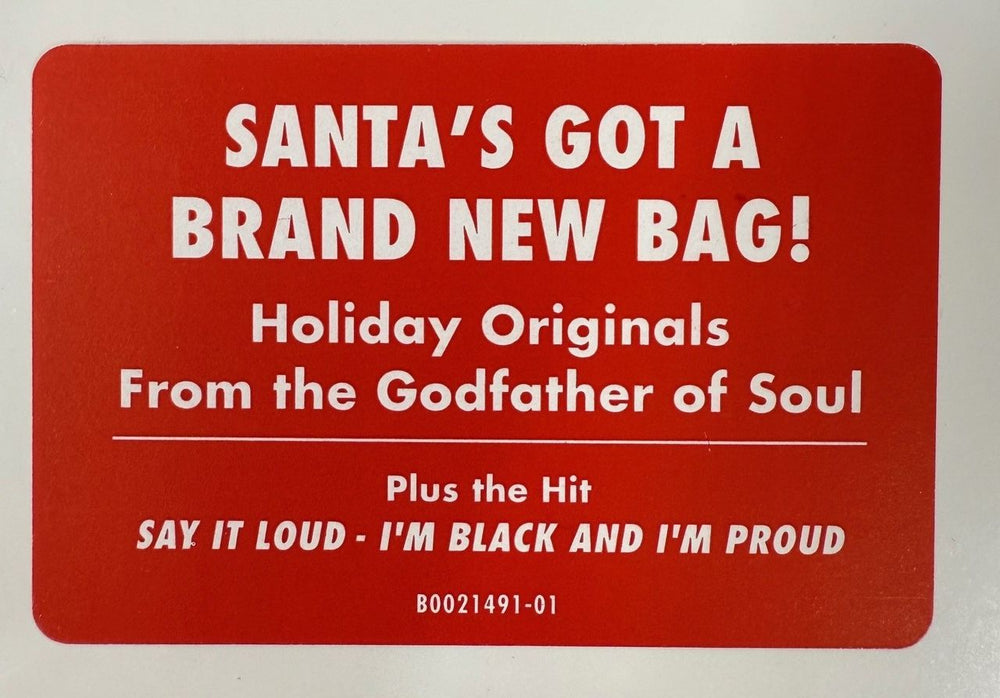 SANTA'S GOT A
BRAND NEW BAG!
Holiday Originals
From the Godfather of Soul
Plus the Hit
SAY IT LOUD - I'M BLACK AND I'M PROUD
B0021491-01